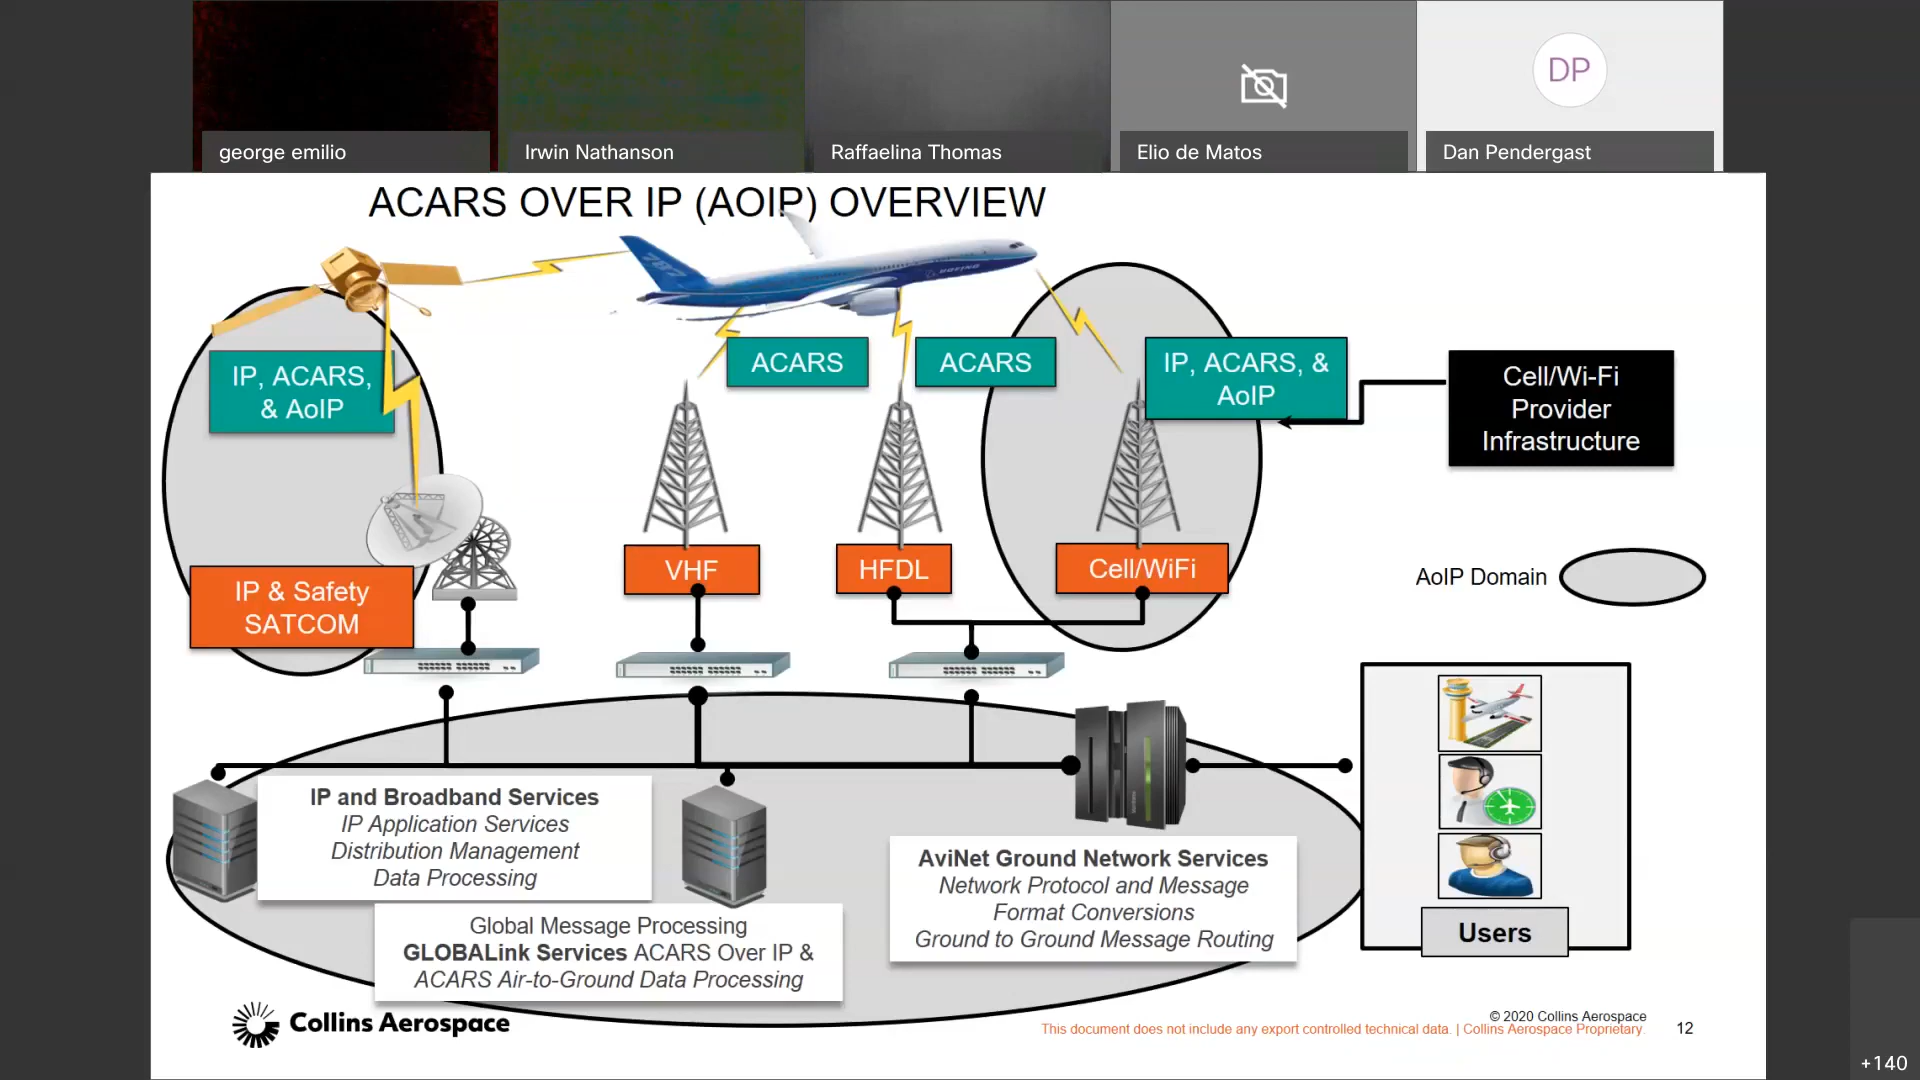 george emilio
Irwin Nathanson
Raffaelina Thomas
Elio de Matos
DP
Dan Pendergast
ACARS OVER IP (AOIP) OVERVIEW
787
BOEING
IP, ACARS,
& AoIP
ACARS
ACARS
IP, ACARS, &
AoIP
Cell/Wi-Fi
Provider
Infrastructure
IP & Safety
SATCOM
VHF
HFDL
Cell/WiFi
AoIP Domain
IP and Broadband Services
IP Application Services
Distribution Management
Data Processing
Global Message Processing
GLOBALink Services ACARS Over IP &
ACARS Air-to-Ground Data Processing
AviNet Ground Network Services
Network Protocol and Message
Format Conversions
Ground to Ground Message Routing
Users
Collins Aerospace
© 2020 Collins Aerospace
This document does not include any export controlled technical data. | Collins Aerospace Proprietary.
12
+140